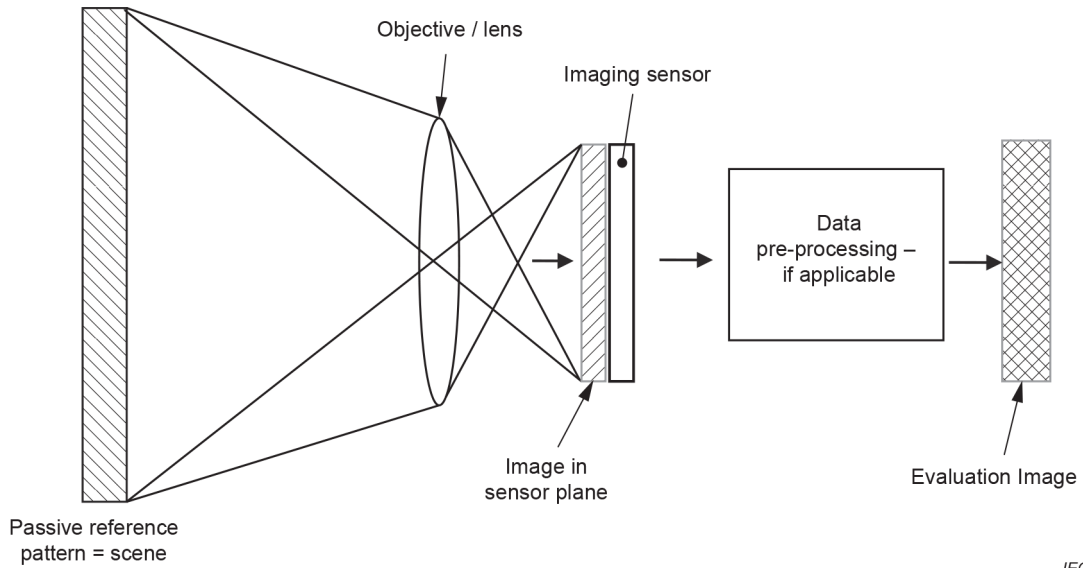 Objective / lens
Imaging sensor
Data
pre-processing –
if applicable
Image in
sensor plane
Evaluation Image
Passive reference
pattern = scene